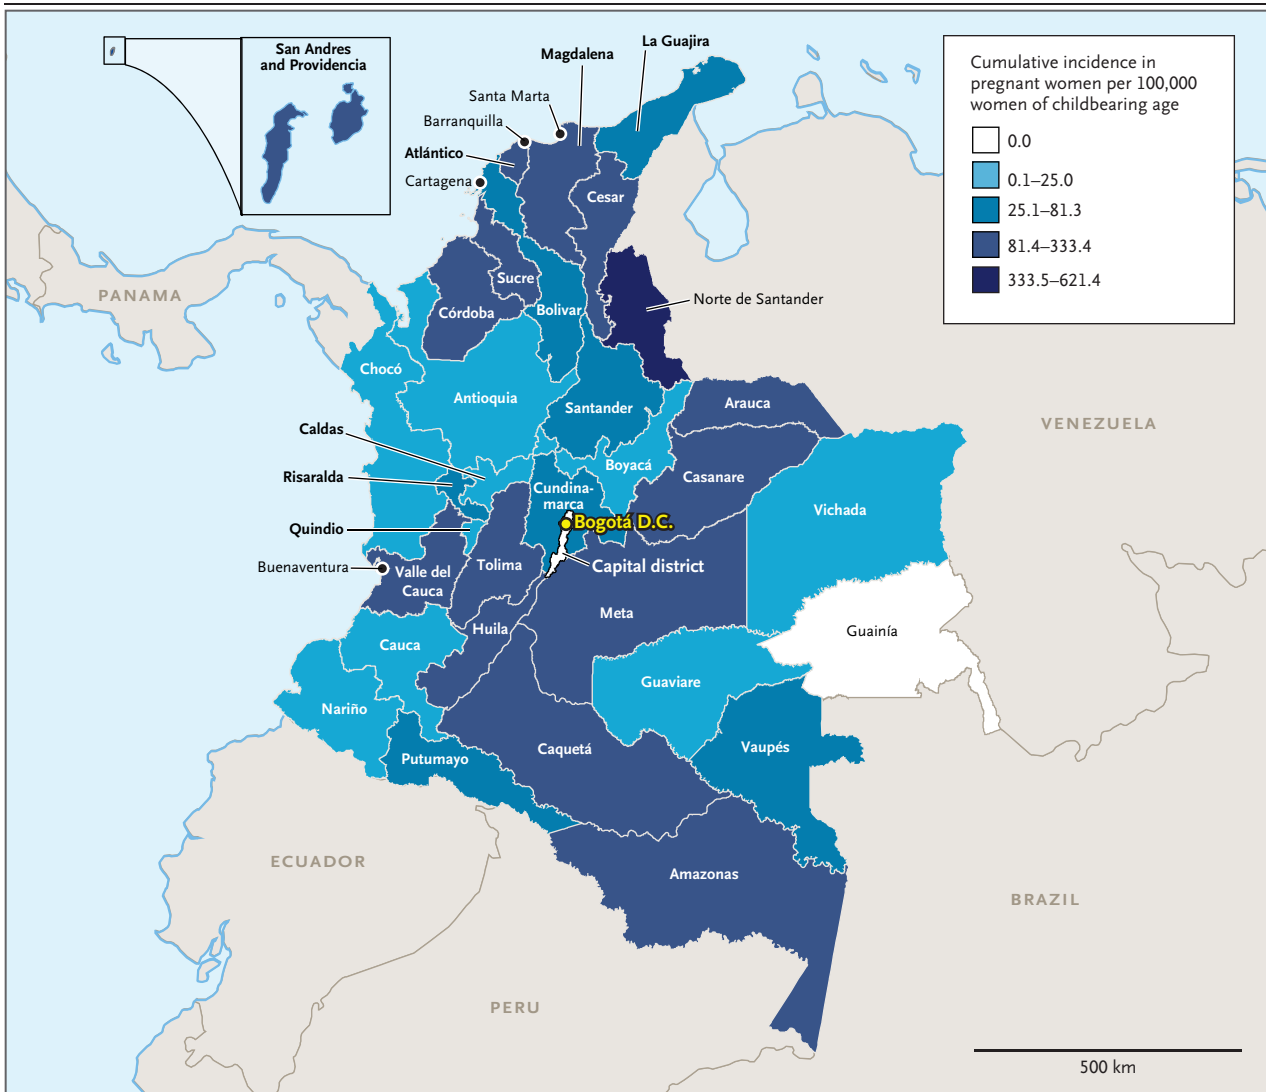 San Andres
and Providencia
Magdalena
La Guajira
Santa Marta
Barranquilla
Atlántico
Cartagena
Cesar
Sucre
Bolivar
Córdoba
Norte de Santander
Cumulative incidence in
pregnant women per 100,000
women of childbearing age
0.0
0.1–25.0
25.1–81.3
81.4–333.4
333.5–621.4
PANAMA
VENEZUELA
Chocó
Antioquia
Santander
Arauca
Caldas
Boyacá
Casanare
Risaralda
Cundina-
marca
Vichada
Quindio
Bogotá D.C.
Buenaventura
Valle del
Cauca
Tolima
Capital district
Meta
Huila
Guainía
Cauca
Guaviare
Nariño
Caquetá
Vaupés
Putumayo
ECUADOR
Amazonas
BRAZIL
PERU
500 km